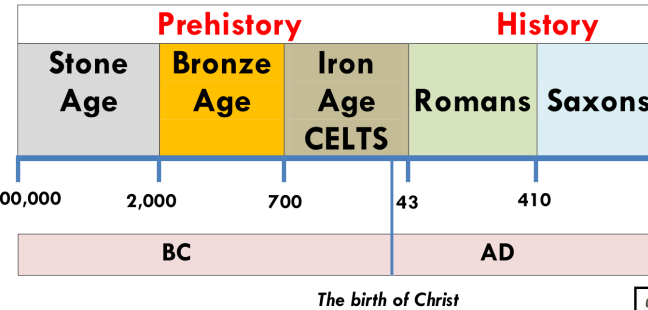 Prehistory History
Stone
Age
Bronze
Age
Iron
Age
CELTS
Romans
Saxons
00,000 2,000 700 43 410
BC AD
The birth of Christ